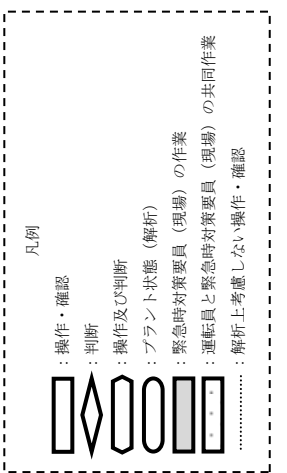 凡例
：操作・確認
：判断
：操作及び判断
：プラント状態（解析）
：緊急時対策要員（現場）の作業
：運転員と緊急時対策要員（現場）の共同作業
：解析上考慮しない操作・確認